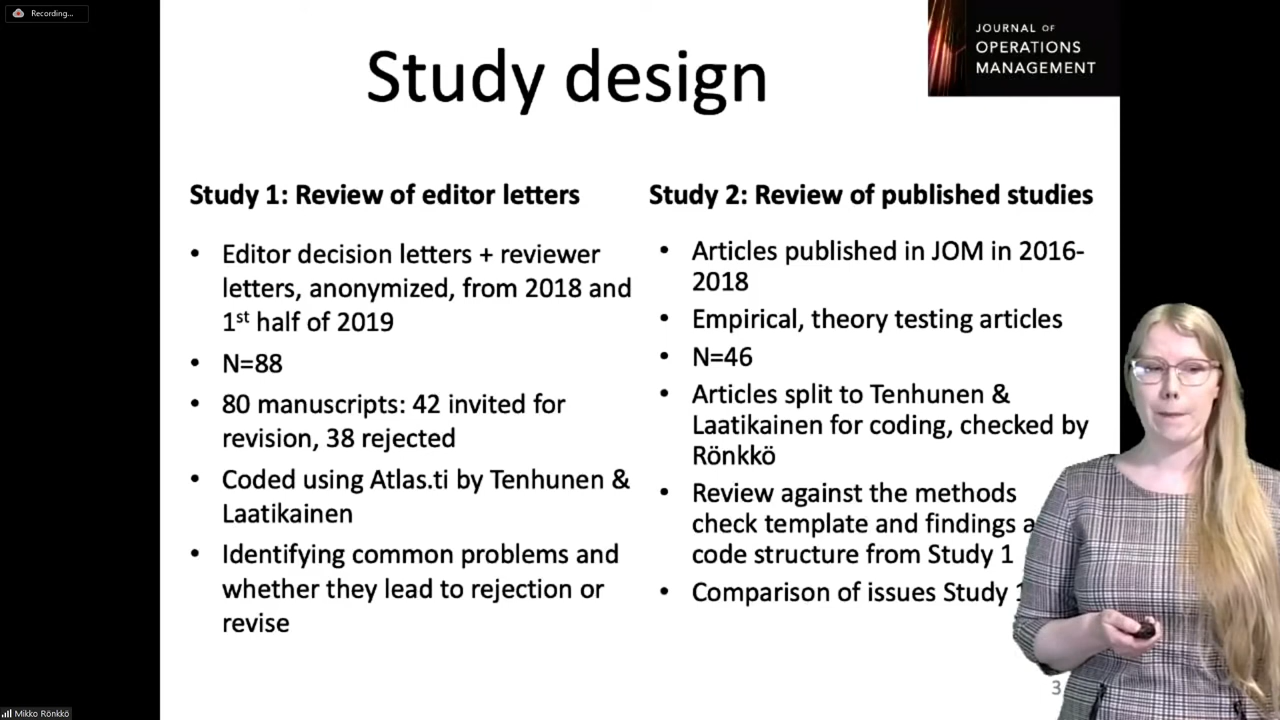 Recording...
JOURNAL OF
OPERATIONS
MANAGEMENT
Study design
Study 1: Review of editor letters
• Editor decision letters + reviewer
letters, anonymized, from 2018 and
1st half of 2019
• N=88
• 80 manuscripts: 42 invited for
revision, 38 rejected
• Coded using Atlas.ti by Tenhunen &
Laatikainen
• Identifying common problems and
whether they lead to rejection or
revise
Study 2: Review of published studies
• Articles published in JOM in 2016-
2018
• Empirical, theory testing articles
• N=46
• Articles split to Tenhunen &
Laatikainen for coding, checked by
Rönkkö
• Review against the methods
check template and findings a
code structure from Study 1
• Comparison of issues Study
3
Mikko Rönkkö